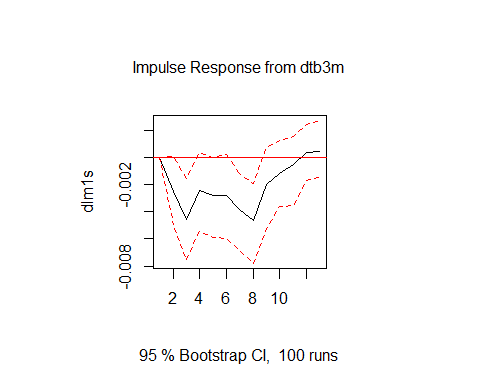 Impulse Response from dtb3m
dlm1s
-0.002
-0.008
2 4 6 8 10
95 % Bootstrap CI, 100 runs